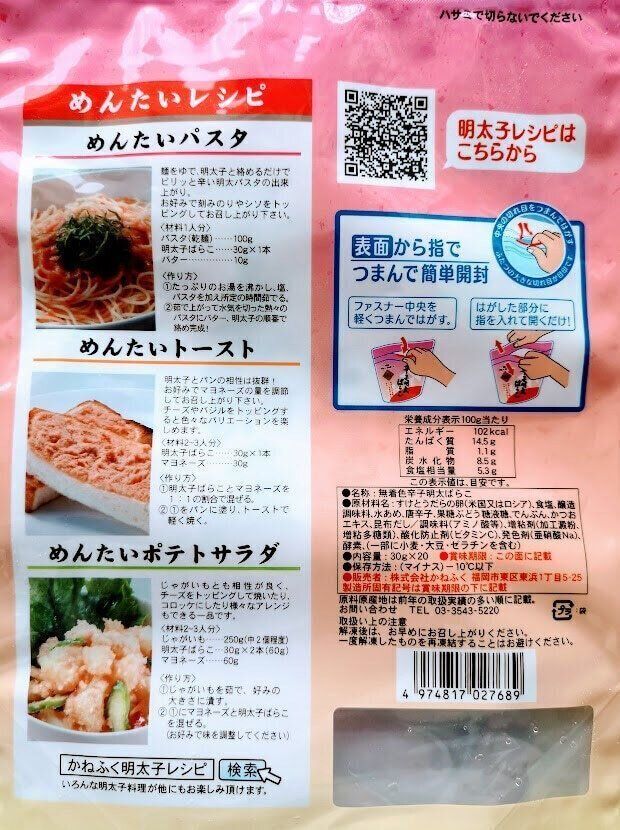 ハサミで切らないでください
めんたいレシピ
めんたいパスタ
麺をゆで、明太子と絡めるだけで
ピリッと辛い明太パスタの出来
上がり。
お好みで刻みのりやシソをトッ
ピングしてお召し上がり下さい。
〈材料1人分〉
パスタ(乾麺)……100g
明太子ばらこ……30g×1本
バター……………10g
〈作り方〉
①たっぷりのお湯を沸かし、塩、
パスタを加え所定の時間茹でる。
②茹で上がって水気を切った熱々の
パスタにバター、明太子の順番で
絡め完成!
めんたいトースト
明太子とパンの相性は抜群!
お好みでマヨネーズの量を調節
してお召し上がり下さい。
チーズやバジルをトッピングす
ると色々なバリエーションを楽
しめます。
〈材料2~3人分〉
明太子ばらこ……30g×1本
マヨネーズ………30g
〈作り方〉
①明太子ばらことマヨネーズを
1:1の割合で混ぜる。
②①をパンに塗り、トーストで
軽く焼く。
めんたいポテトサラダ
じゃがいもとも相性が良く、
チーズをトッピングして焼いたり、
コロッケにしたり様々なアレンジ
もできる一品です。
〈材料2~3人分〉
じゃがいも……250g(中2個程度)
明太子ばらこ…30g×2本(60g)
マヨネーズ……60g
〈作り方〉
①じゃがいもを茹で、好みの
大きさに潰す。
②①にマヨネーズと明太子ばらこ
を混ぜる。
(お好みで味を調整してください)
かねふく明太子レシピ 検索
いろんな明太子料理が他にもお楽しみ頂けます。
明太子レシピは
こちらから
中央の切れ目をつまんではがす。
ふたつの大きな切れ目が目印です
表面から指で
つまんで簡単開封
ファスナー中央を
軽くつまんではがす。
はがした部分に
指を入れて開くだけ!
栄養成分表示100g当たり
エネルギー 102kcal
たんぱく質 14.5g
脂質 1.1g
炭水化物 8.5g
食塩相当量 5.3g
この表示値は、目安です。
●名称:無着色辛子明太ばらこ
●原材料名:すけとうだらの卵(米国又はロシア)、食塩、醸造
調味料、水あめ、唐辛子、果糖ぶどう糖液糖、でんぷん、かつお
エキス、昆布だし/調味料(アミノ酸等)、増粘剤(加工澱粉、
増粘多糖類)、酸化防止剤(ビタミンC)、発色剤(亜硝酸Na)、
酵素、(一部に小麦・大豆・ゼラチンを含む)
●内容量:30g×20 ●賞味期限:この面に記載
●保存方法:(マイナス)-10℃以下
●販売者:株式会社かねふく 福岡市東区東浜1丁目5-25
製造所固有記号は賞味期限の下に記載
原料原産地は前年の取扱実績の多い順に記載。
お問い合わせ TEL 03-3543-5220
プラ :袋
取扱い上の注意
解凍後は、お早めにお召し上がりください。
一度解凍したものを再凍結することはお避けください。
4 974817 027689